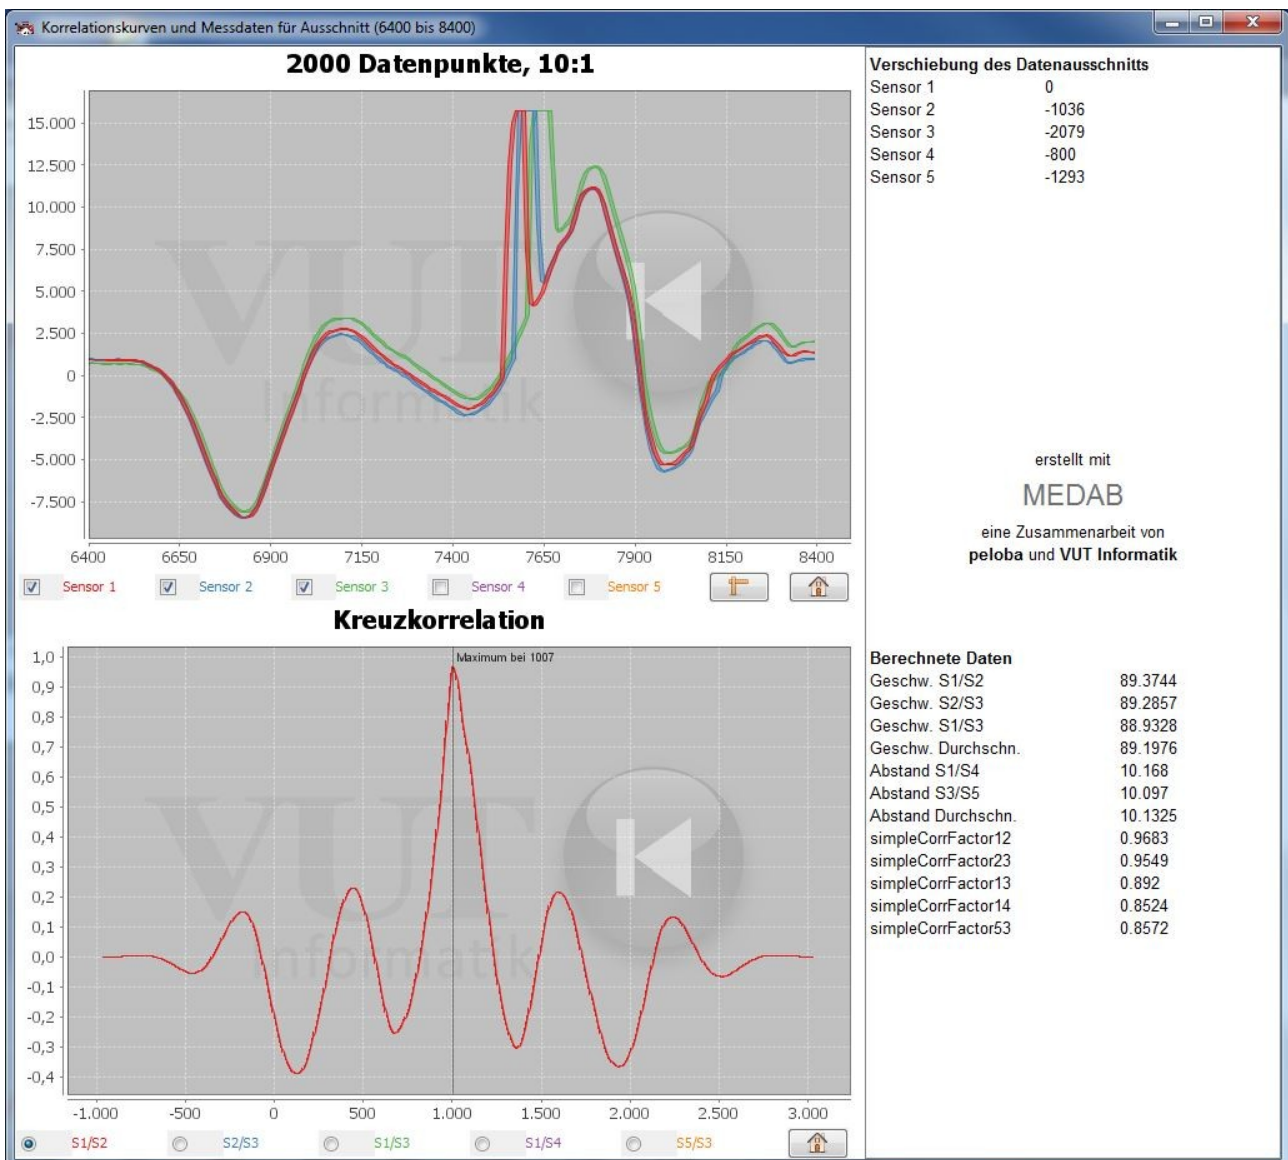 Korrelationskurven und Messdaten für Ausschnitt (6400 bis 8400)
2000 Datenpunkte, 10:1
15.000
12.500
10.000
7.500
5.000
2.500
0
-2.500
-5.000
-7.500
6400 6650 6900 7150 7400 7650 7900 8150 8400
VUT
Informatik
Sensor 1 Sensor 2 Sensor 3 Sensor 4 Sensor 5
Kreuzkorrelation
Maximum bei 1007
1,0
0,9
0,8
0,7
0,6
0,5
0,4
0,3
0,2
0,1
0,0
-0,1
-0,2
-0,3
-0,4
-1.000 -500 0 500 1.000 1.500 2.000 2.500 3.000
VUT
Informatik
S1/S2 S2/S3 S1/S3 S1/S4 S5/S3
Verschiebung des Datenausschnitts
Sensor 1 0
Sensor 2 -1036
Sensor 3 -2079
Sensor 4 -800
Sensor 5 -1293
erstellt mit
MEDAB
eine Zusammenarbeit von
peloba und VUT Informatik
Berechnete Daten
Geschw. S1/S2 89.3744
Geschw. S2/S3 89.2857
Geschw. S1/S3 88.9328
Geschw. Durchschn. 89.1976
Abstand S1/S4 10.168
Abstand S3/S5 10.097
Abstand Durchschn. 10.1325
simpleCorrFactor12 0.9683
simpleCorrFactor23 0.9549
simpleCorrFactor13 0.892
simpleCorrFactor14 0.8524
simpleCorrFactor53 0.8572